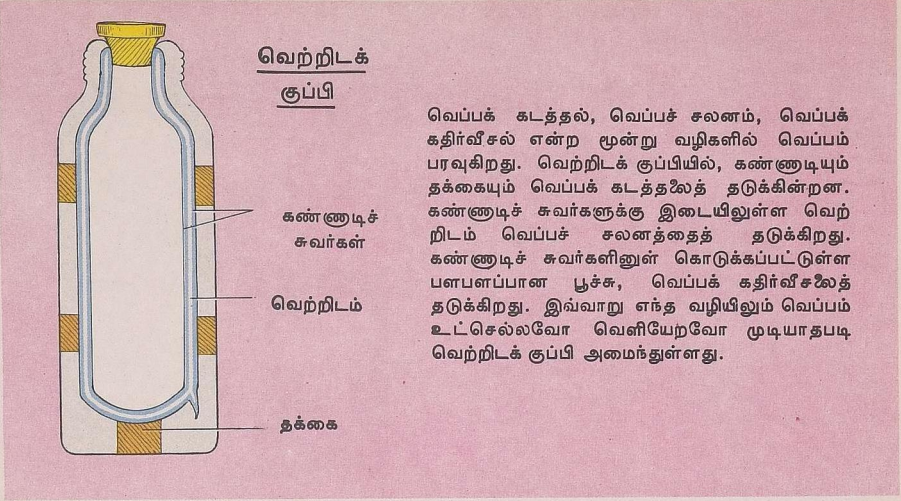 வெற்றிடக்
குப்பி
வெப்பக் கடத்தல், வெப்பச் சலனம், வெப்பக்
கதிர்வீசல் என்ற மூன்று வழிகளில் வெப்பம்
பரவுகிறது. வெற்றிடக் குப்பியில், கண்ணாடியும்
தக்கையும் வெப்பக் கடத்தலைத் தடுக்கின்றன.
கண்ணாடிச் சுவர்களுக்கு இடையிலுள்ள வெற்
றிடம் வெப்பச் சலனத்தைத் தடுக்கிறது.
கண்ணாடிச் சுவர்களினுள் கொடுக்கப்பட்டுள்ள
பளபளப்பான பூச்சு, வெப்பக் கதிர்வீசலைத்
தடுக்கிறது. இவ்வாறு எந்த வழியிலும் வெப்பம்
உட்செல்லவோ வெளியேறவோ முடியாதபடி
வெற்றிடக் குப்பி அமைந்துள்ளது.
கண்ணாடிச்
சுவர்கள்
வெற்றிடம்
தக்கை